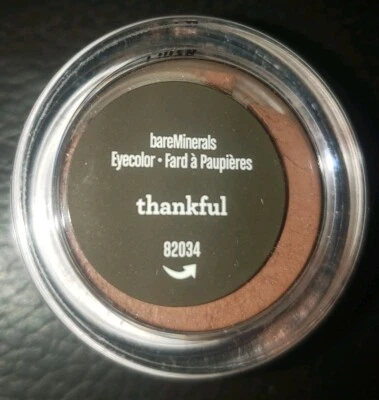 bareMinerals
Eyecolor • Fard à Paupières
thankful
82034